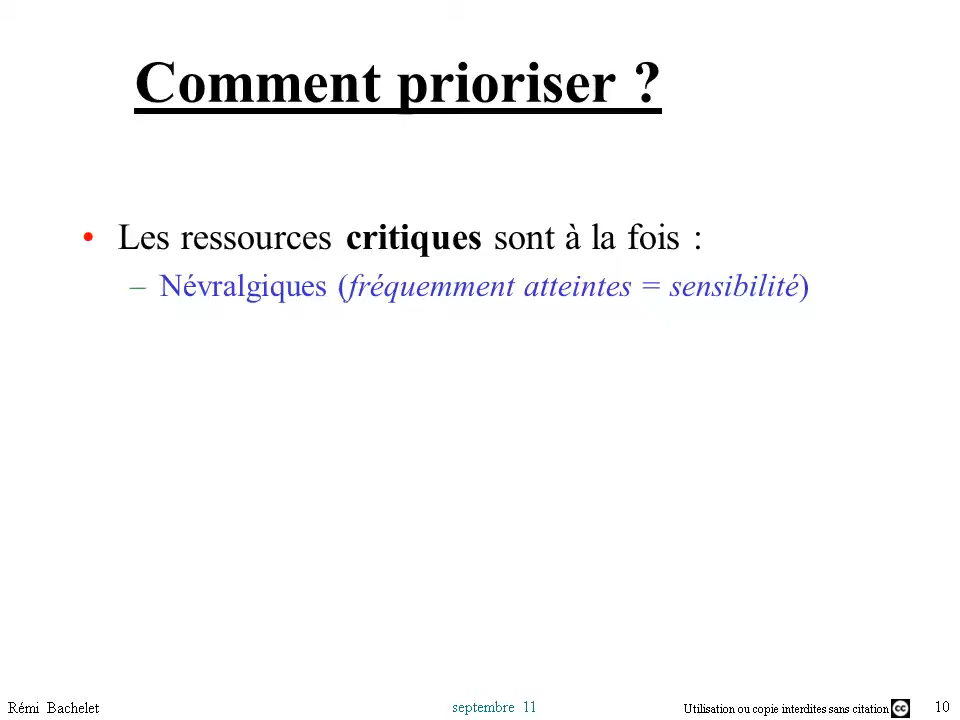 Comment prioriser ?
• Les ressources critiques sont à la fois :
– Névralgiques (fréquemment atteintes = sensibilité)
Rémi Bachelet septembre 11 Utilisation ou copie interdites sans citation cc 10